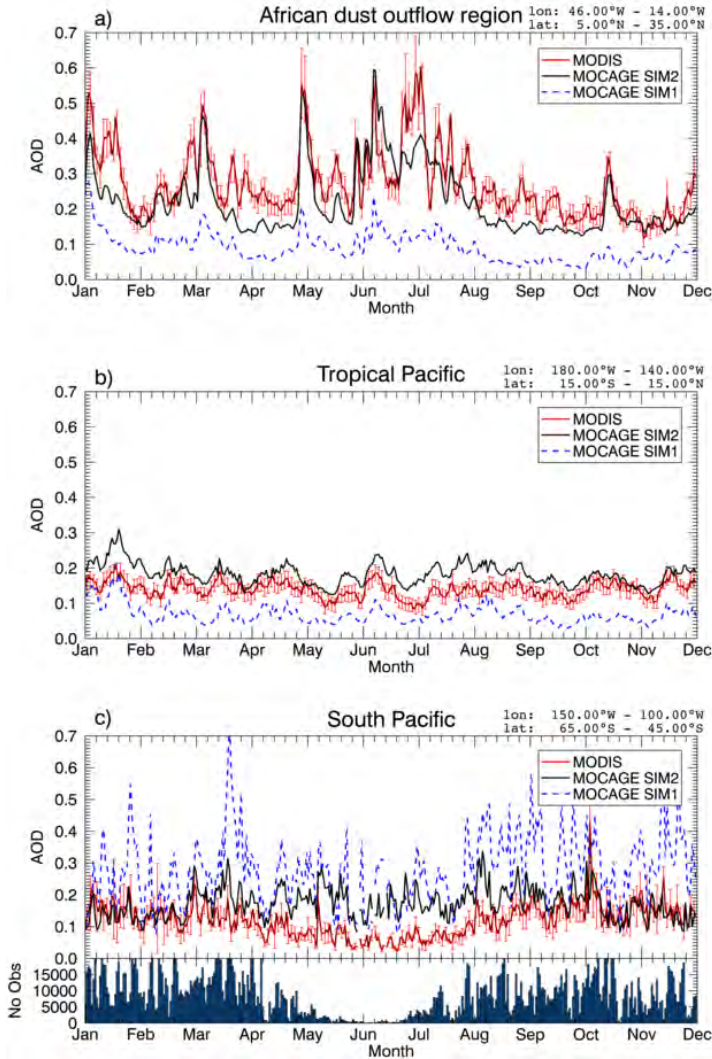 a) African dust outflow region lon: 46.00°W - 14.00°W
lat: 5.00°N - 35.00°N
0.7
0.6
0.5
0.4
0.3
0.2
0.1
0.0
AOD
MODIS
MOCAGE SIM2
MOCAGE SIM1
Jan Feb Mar Apr May Jun Jul Aug Sep Oct Nov Dec
Month
b) Tropical Pacific lon: 180.00°W - 140.00°W
lat: 15.00°S - 15.00°N
0.7
0.6
0.5
0.4
0.3
0.2
0.1
0.0
AOD
MODIS
MOCAGE SIM2
MOCAGE SIM1
Jan Feb Mar Apr May Jun Jul Aug Sep Oct Nov Dec
Month
c) South Pacific lon: 150.00°W - 100.00°W
lat: 65.00°S - 45.00°S
0.7
0.6
0.5
0.4
0.3
0.2
0.1
0.0
AOD
MODIS
MOCAGE SIM2
MOCAGE SIM1
15000
10000
5000
0
No Obs
Jan Feb Mar Apr May Jun Jul Aug Sep Oct Nov Dec
Month